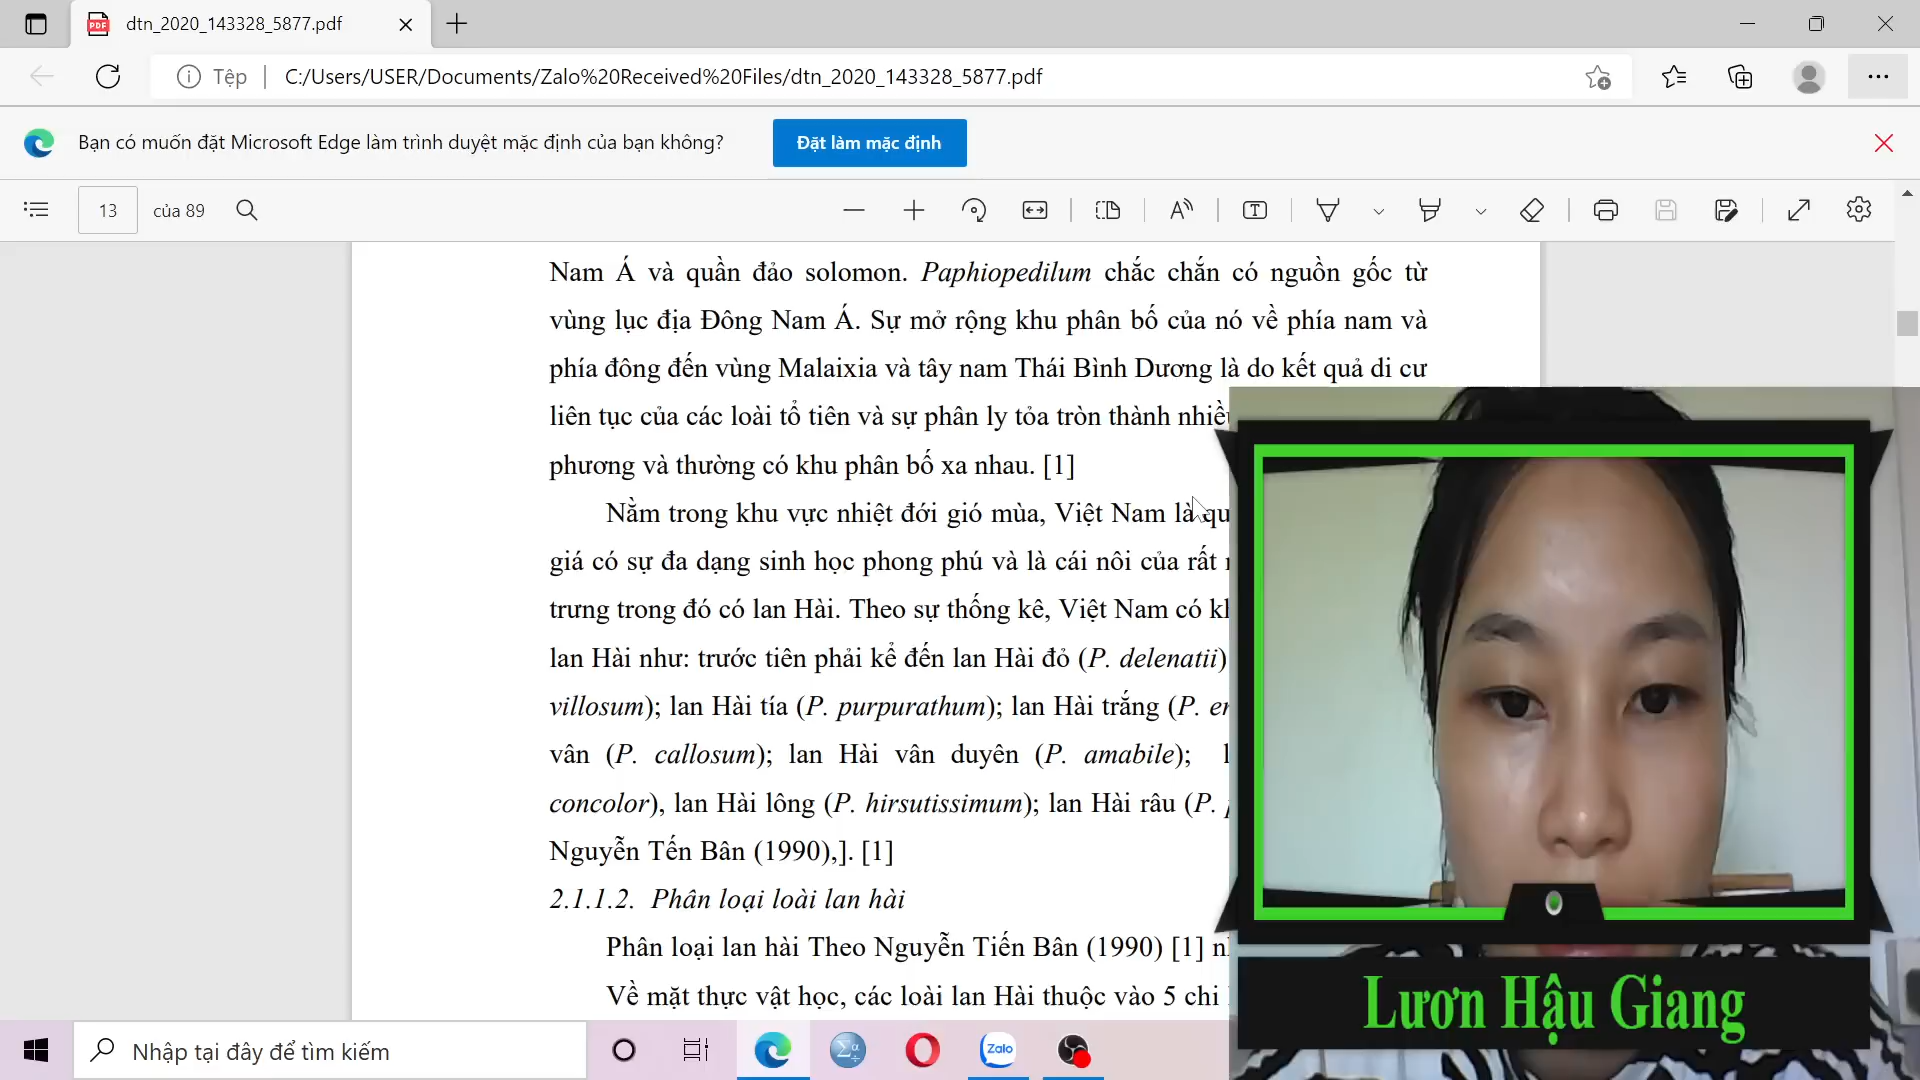 dtn_2020_143328_5877.pdf
Tệp
C:/Users/USER/Documents/Zalo%20Received%20Files/dtn_2020_143328_5877.pdf
Bạn có muốn đặt Microsoft Edge làm trình duyệt mặc định của bạn không?
Đặt làm mặc định
13 của 89
Nam Á và quần đảo solomon. Paphiopedilum chắc chắn có nguồn gốc từ
vùng lục địa Đông Nam Á. Sự mở rộng khu phân bố của nó về phía nam và
phía đông đến vùng Malaixia và tây nam Thái Bình Dương là do kết quả di cư
liên tục của các loài tổ tiên và sự phân ly tỏa tròn thành
phương và thường có khu phân bố xa nhau. [1]
Nằm trong khu vực nhiệt đới gió mùa, Việt Nam là
giá có sự đa dạng sinh học phong phú và là cái nôi của rất
trưng trong đó có lan Hài. Theo sự thống kê, Việt Nam có
lan Hài như: trước tiên phải kể đến lan Hài đỏ (P. delenatii)
villosum); lan Hài tía (P. purpurathum); lan Hài trắng (P.
vân (P. callosum); lan Hài vân duyên (P. amabile);
concolor), lan Hài lông (P. hirsutissimum); lan Hài râu (P.
Nguyễn Tến Bân (1990),]. [1]
2.1.1.2. Phân loại loài lan hài
Phân loại lan hài Theo Nguyễn Tiến Bân (1990) [1]
Về mặt thực vật học, các loài lan Hài thuộc vào 5 chi
Lươn Hậu Giang
Nhập tại đây để tìm kiếm
Zalo